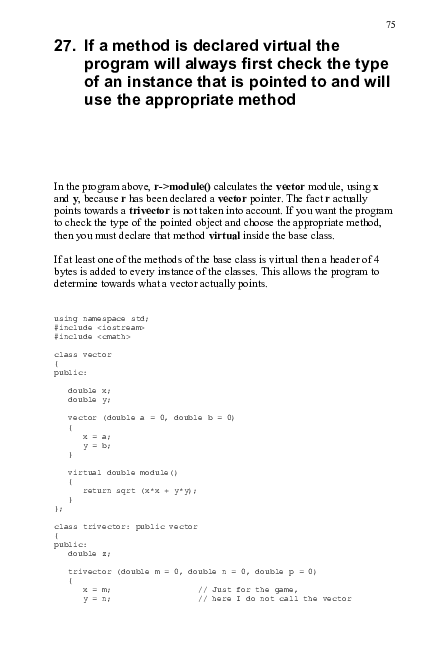 75
27. If a method is declared virtual the
program will always first check the type
of an instance that is pointed to and will
use the appropriate method
In the program above, r->module() calculates the vector module, using x
and y, because r has been declared a vector pointer. The fact r actually
points towards a trivector is not taken into account. If you want the program
to check the type of the pointed object and choose the appropriate method,
then you must declare that method virtual inside the base class.
If at least one of the methods of the base class is virtual then a header of 4
bytes is added to every instance of the classes. This allows the program to
determine towards what a vector actually points.
using namespace std;
#include <iostream>
#include <cmath>
class vector
{
public:
double x;
double y;
vector (double a = 0, double b = 0)
{
x = a;
y = b;
}
virtual double module()
{
return sqrt (x*x + y*y);
}
};
class trivector: public vector
{
public:
double z;
trivector (double m = 0, double n = 0, double p = 0)
{
x = m; // Just for the game,
y = n; // here I do not call the vector